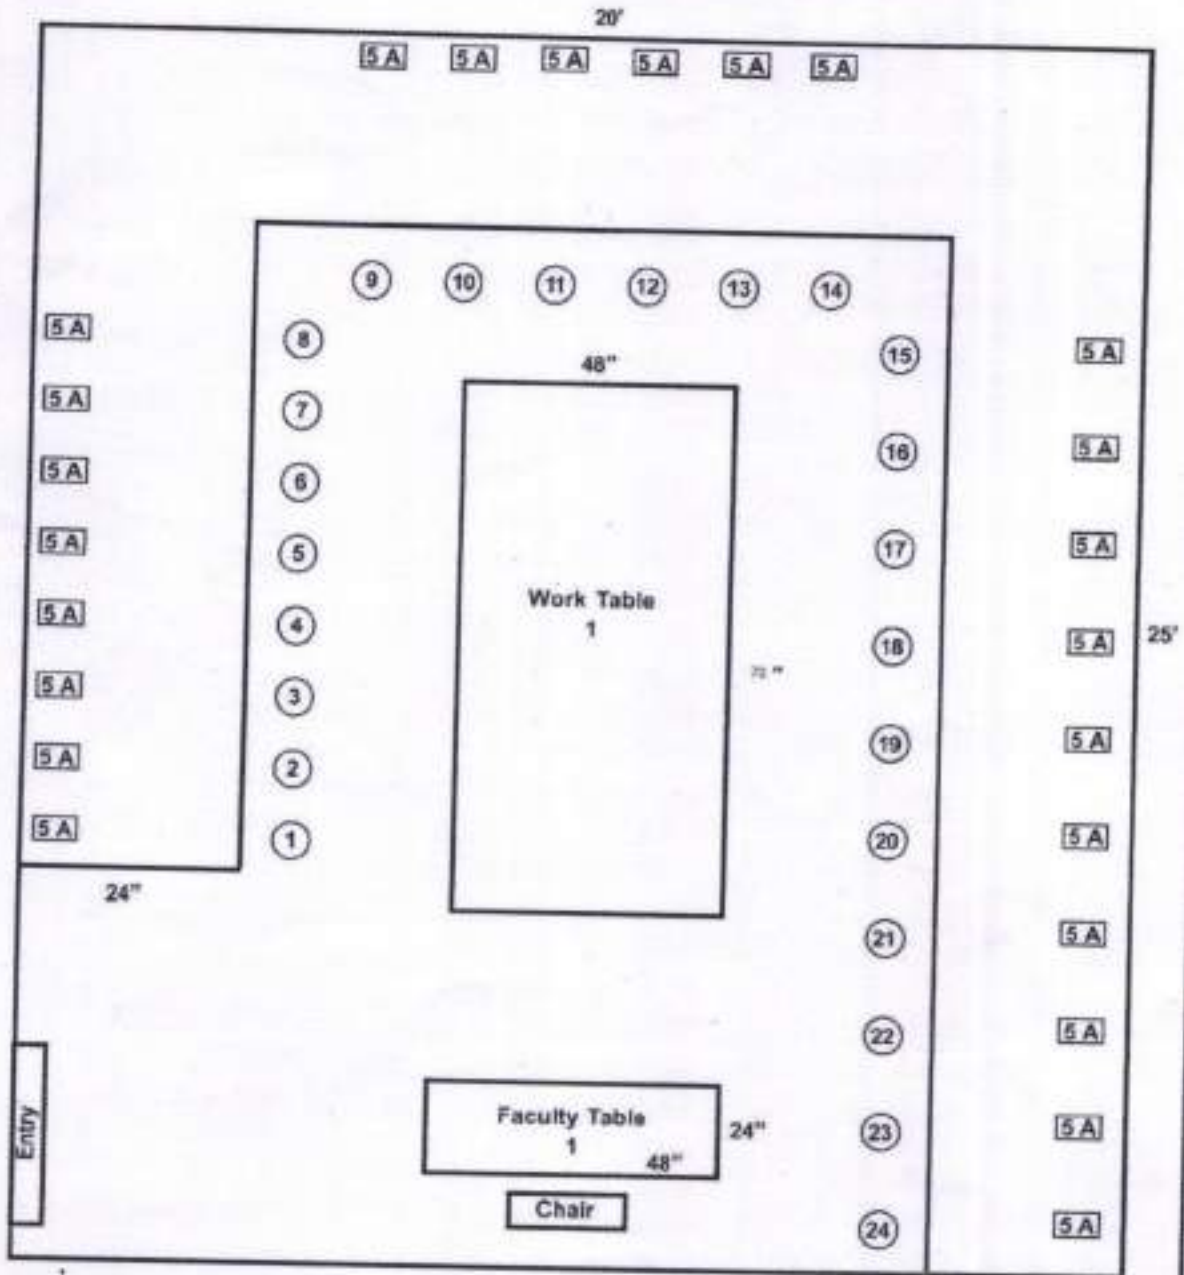 20'
5 A 5 A 5 A 5 A 5 A 5 A
9 10 11 12 13 14
5 A 8 15 5 A
48"
5 A 7
16 5 A
5 A 6
5 A 5 17 5 A
Work Table
1
5 A 4
18 5 A 25'
5 A 3
19 5 A
5 A 2
5 A 1 20 5 A
24"
21 5 A
22 5 A
Entry
Faculty Table
1
48"
24"
23 5 A
Chair
24 5 A